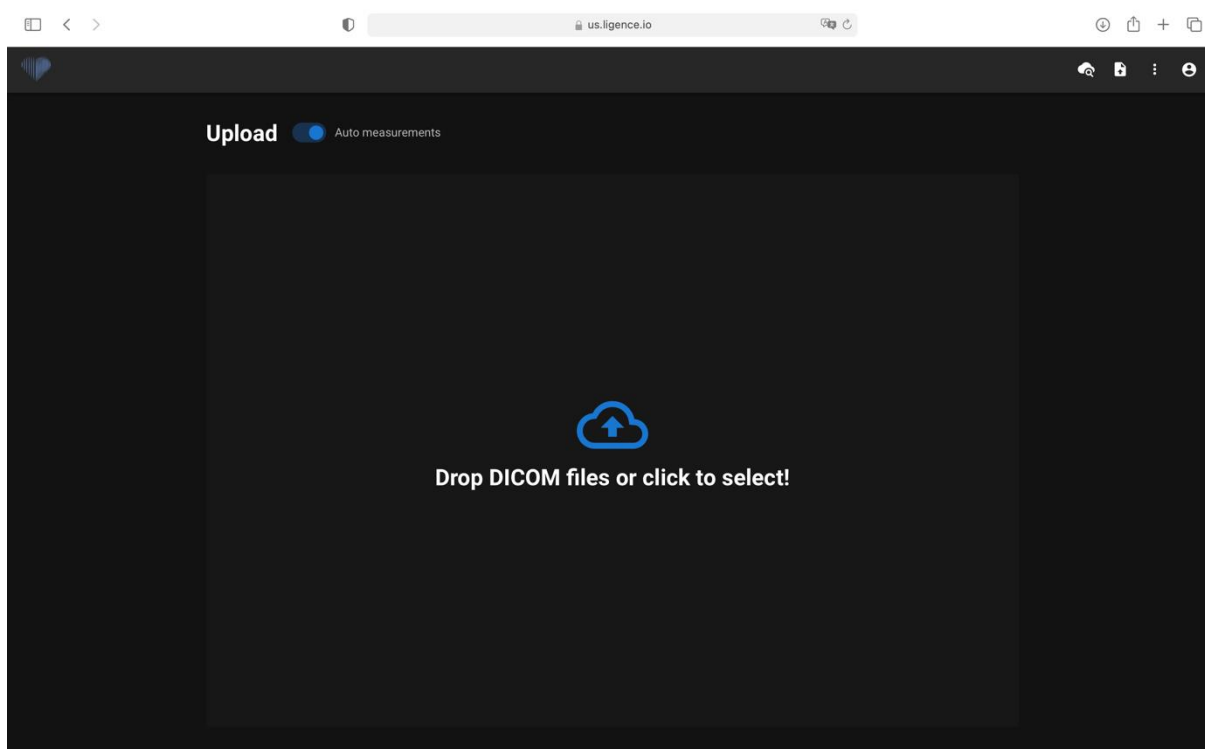 us.ligence.io
Upload
Auto measurements
Drop DICOM files or click to select!